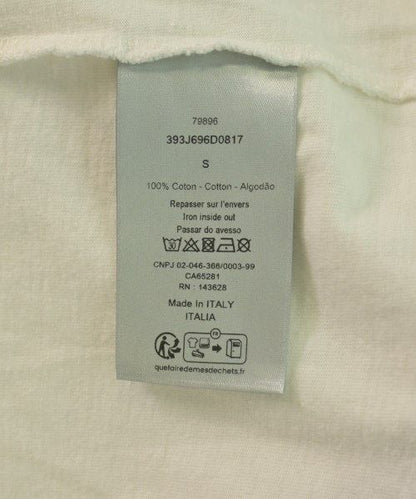 79896
393J696D0817
S
100% Coton - Cotton - Algodão
Repasser sur l'envers
Iron inside out
Passar do avesso
CNPJ 02-046-366/0003-99
CA65281
RN : 143628
Made In ITALY
ITALIA
FR
quefairedemesdechets.fr